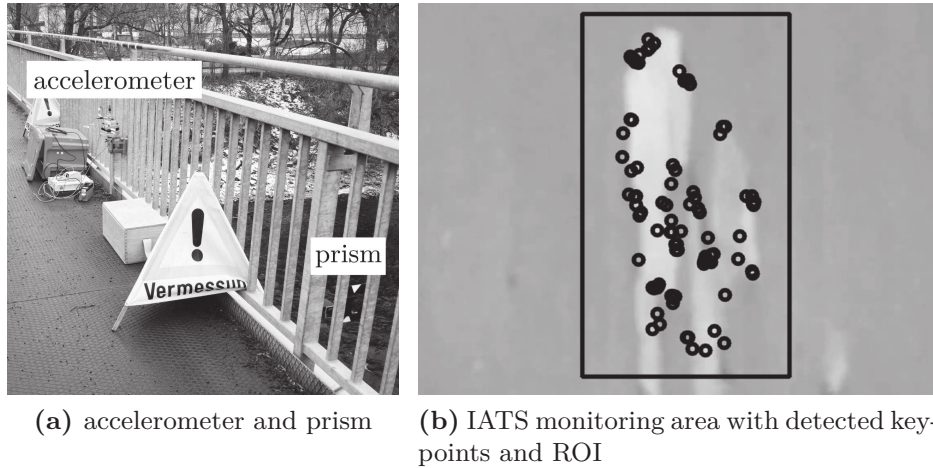 accelerometer
prism
Vermessun
(a) accelerometer and prism
(b) IATS monitoring area with detected key-
points and ROI